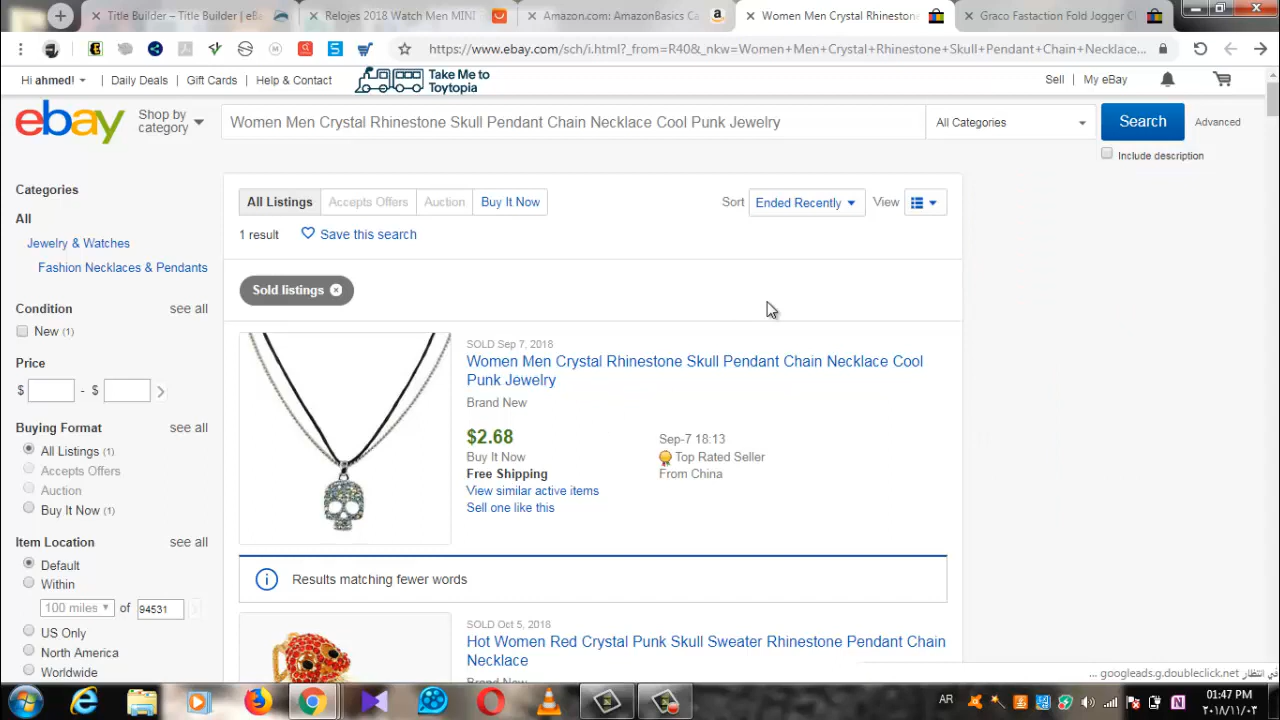 Title Builder – Title Builder | eBa
Relojes 2018 Watch Men MINI
Amazon.com: AmazonBasics Ca
Women Men Crystal Rhinestone
Graco Fastaction Fold Jogger C
https://www.ebay.com/sch/i.html?_from=R40&_nkw=Women+Men+Crystal+Rhinestone+Skull+Pendant+Chain+Necklace...
Hi ahmed!
Daily Deals
Gift Cards
Help & Contact
Take Me to
Toytopia
Sell
My eBay
ebay
Shop by
category
Women Men Crystal Rhinestone Skull Pendant Chain Necklace Cool Punk Jewelry
All Categories
Search
Advanced
Include description
Categories
All
Jewelry & Watches
Fashion Necklaces & Pendants
Condition
see all
New (1)
Price
$ - $
Buying Format
see all
All Listings (1)
Accepts Offers
Auction
Buy It Now (1)
Item Location
see all
Default
Within
100 miles of 94531
US Only
North America
Worldwide
All Listings
Accepts Offers
Auction
Buy It Now
Sort
Ended Recently
View
1 result
Save this search
Sold listings
SOLD Sep 7, 2018
Women Men Crystal Rhinestone Skull Pendant Chain Necklace Cool
Punk Jewelry
Brand New
$2.68
Buy It Now
Free Shipping
View similar active items
Sell one like this
Sep-7 18:13
Top Rated Seller
From China
Results matching fewer words
SOLD Oct 5, 2018
Hot Women Red Crystal Punk Skull Sweater Rhinestone Pendant Chain
Necklace
Brand New
في انتظار googleads.g.doubleclick.net ...
AR
01:47 PM
٢٠١٨/١١/٠٣